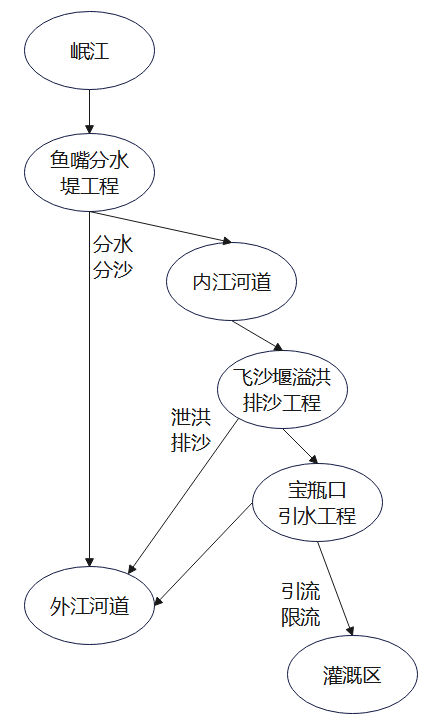 岷江
鱼嘴分水
堤工程
分水
分沙
内江河道
飞沙堰溢洪
排沙工程
泄洪
排沙
宝瓶口
引水工程
外江河道
引流
限流
灌溉区